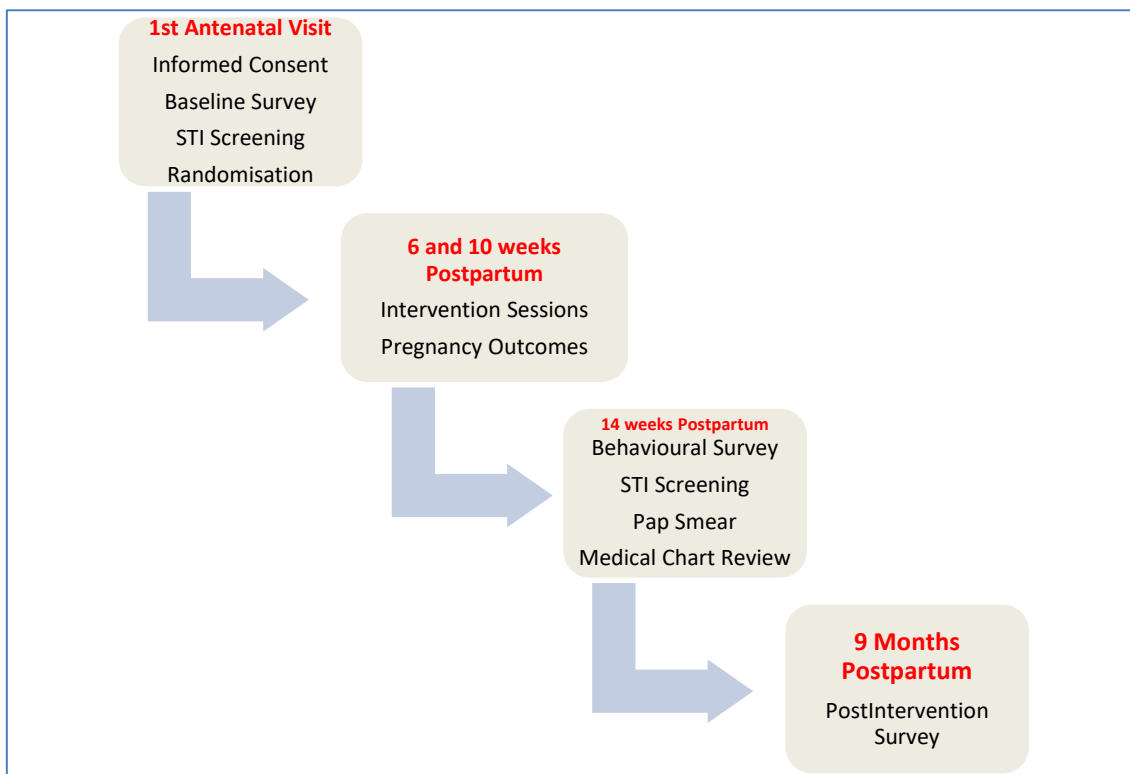 1st Antenatal Visit
Informed Consent
Baseline Survey
STI Screening
Randomisation
6 and 10 weeks
Postpartum
Intervention Sessions
Pregnancy Outcomes
14 weeks Postpartum
Behavioural Survey
STI Screening
Pap Smear
Medical Chart Review
9 Months
Postpartum
PostIntervention
Survey